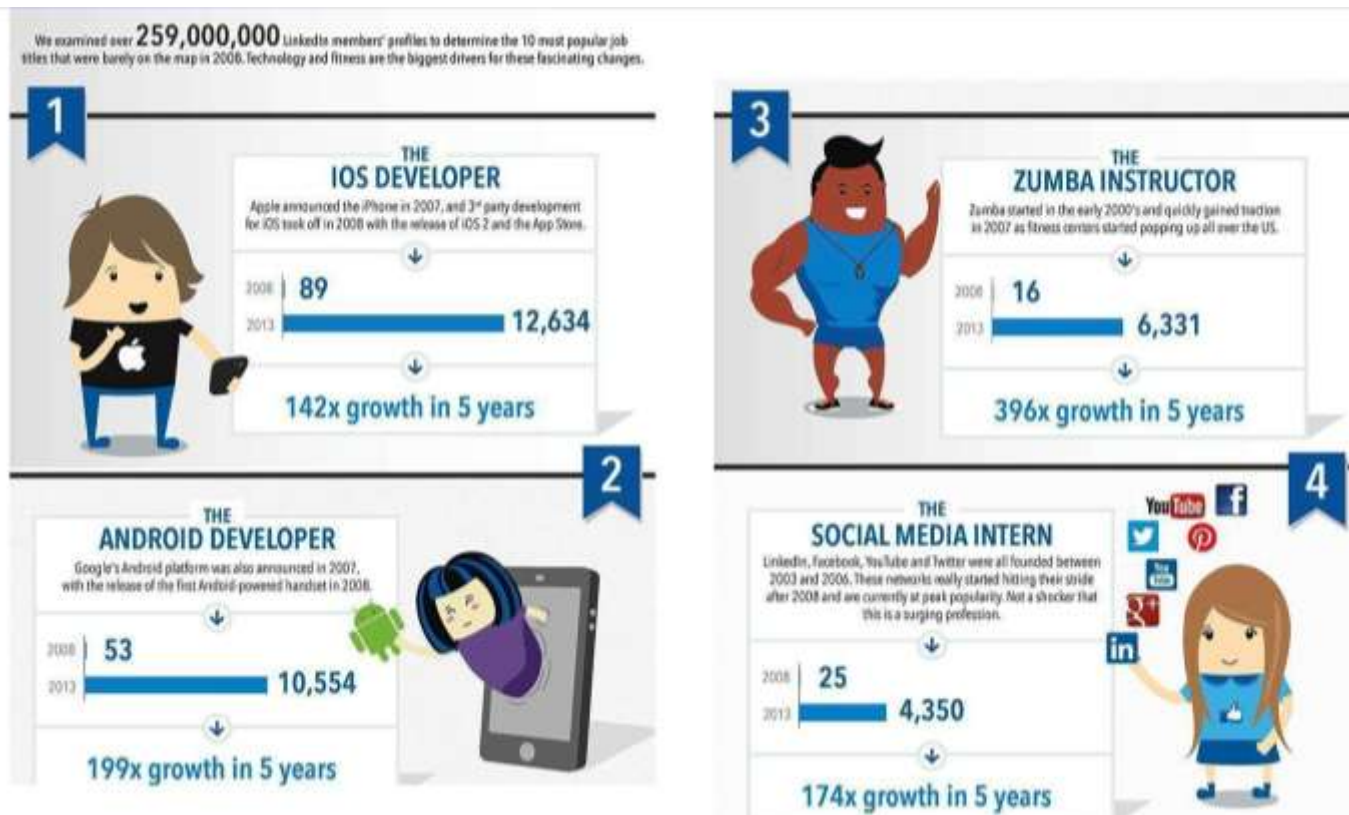 We examined over 259,000,000 LinkedIn members' profiles to determine the 10 most popular job
titles that were barely on the map in 2008. Technology and fitness are the biggest drivers for these fascinating changes.
1
THE
IOS DEVELOPER
Apple announced the iPhone in 2007, and 3rd party development
for iOS took off in 2008 with the release of iOS 2 and the App Store.
2008 89
2013 12,634
142x growth in 5 years
2
THE
ANDROID DEVELOPER
Google's Android platform was also announced in 2007,
with the release of the first Android-powered handset in 2008.
2008 53
2013 10,554
199x growth in 5 years
3
THE
ZUMBA INSTRUCTOR
Zumba started in the early 2000's and quickly gained traction
in 2007 as fitness centers started popping up all over the US.
2008 16
2013 6,331
396x growth in 5 years
4
THE
SOCIAL MEDIA INTERN
LinkedIn, Facebook, YouTube and Twitter were all founded between
2003 and 2006. These networks really started hitting their stride
after 2008 and are currently at peak popularity. Not a shocker that
this is a surging profession.
2008 25
2013 4,350
174x growth in 5 years
YouTube
f
You
Tube
g+
in